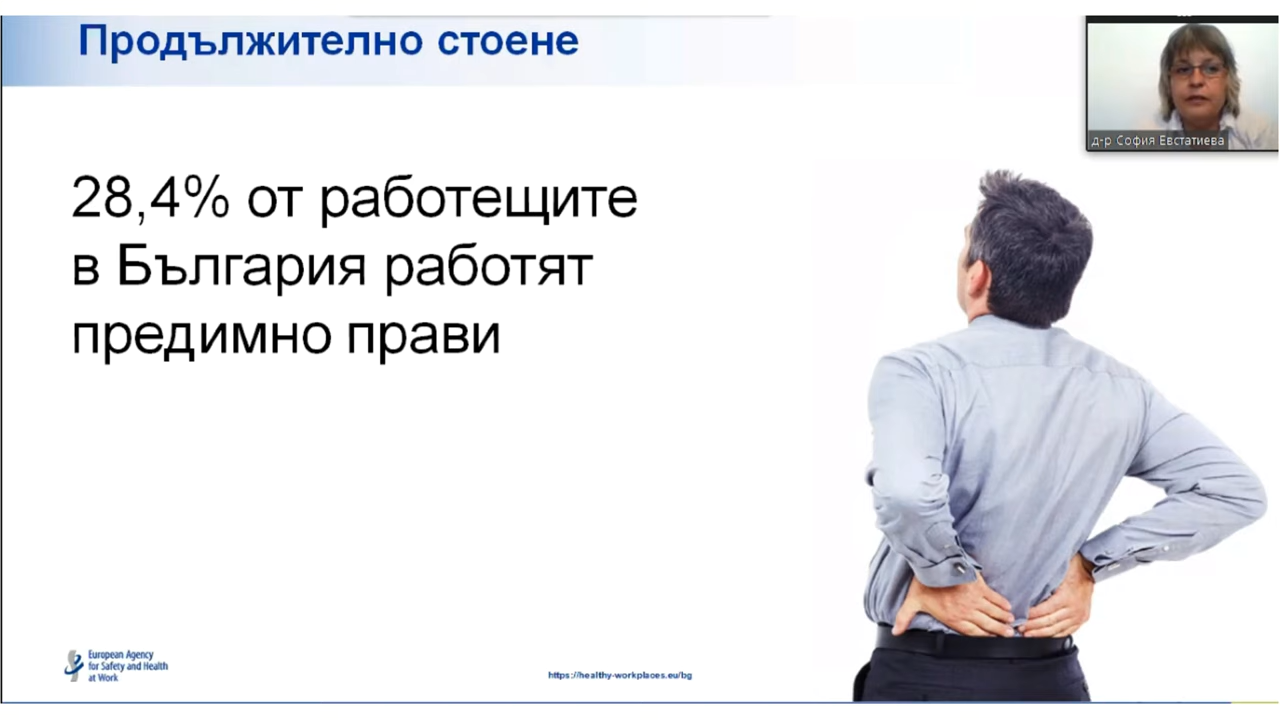 Продължително стоене
д-р София Евстатиева
28,4% от работещите
в България работят
предимно прави
European Agency
for Safety and Health
at Work
https://healthy-workplaces.eu/bg